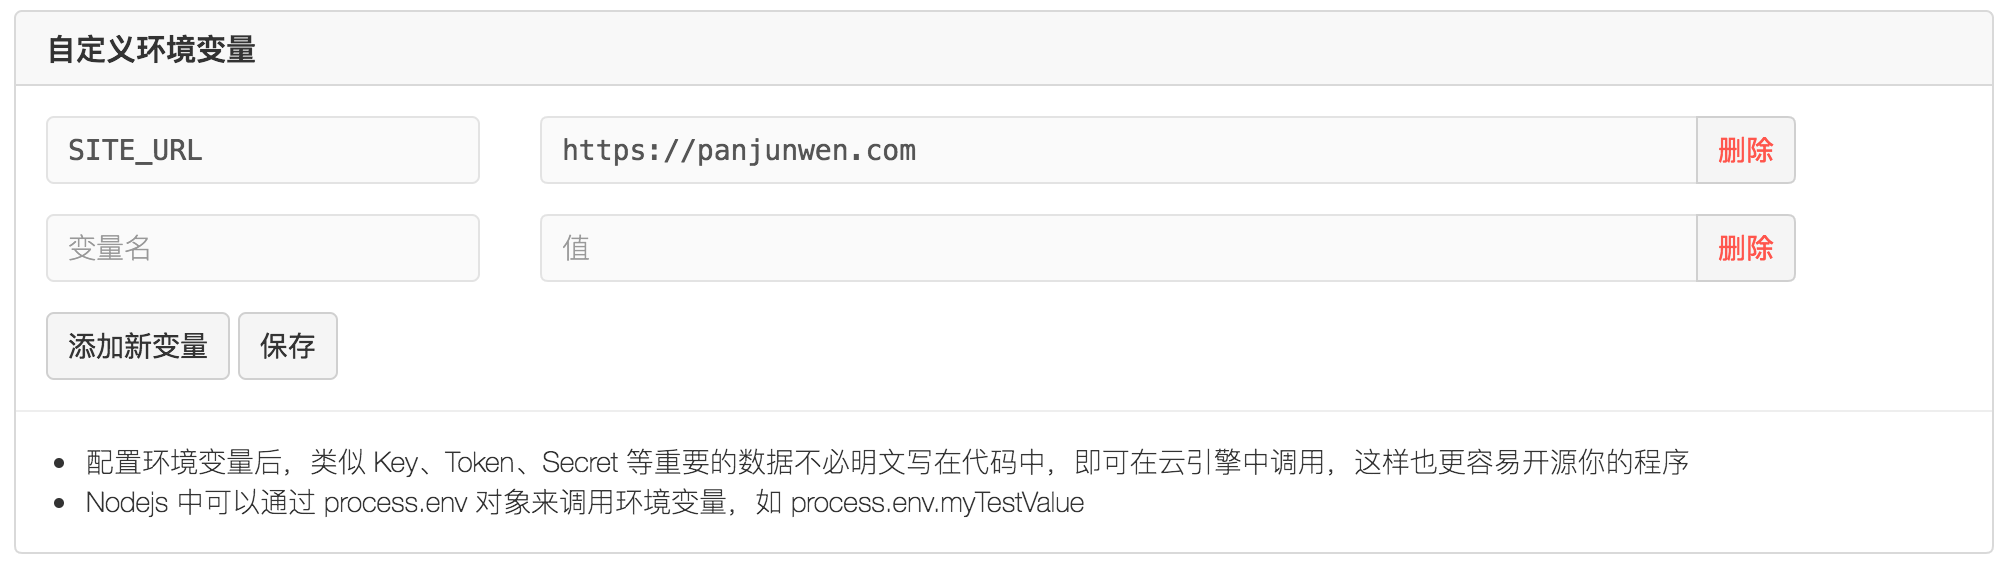 自定义环境变量
SITE_URL https://panjunwen.com 删除
变量名 值 删除
添加新变量 保存
• 配置环境变量后，类似 Key、Token、Secret 等重要的数据不必明文写在代码中，即可在云引擎中调用，这样也更容易开源你的程序
• Nodejs 中可以通过 process.env 对象来调用环境变量，如 process.env.myTestValue